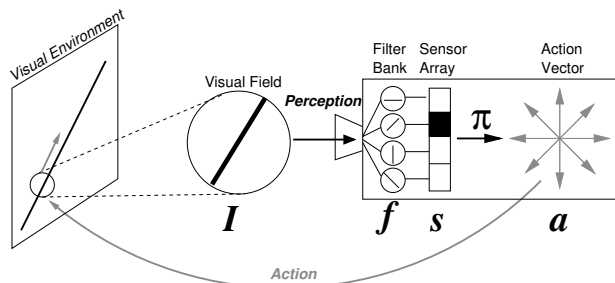 Visual Environment
Visual Field
Perception
Filter
Bank
Sensor
Array
Action
Vector
π
I
f
s
a
Action